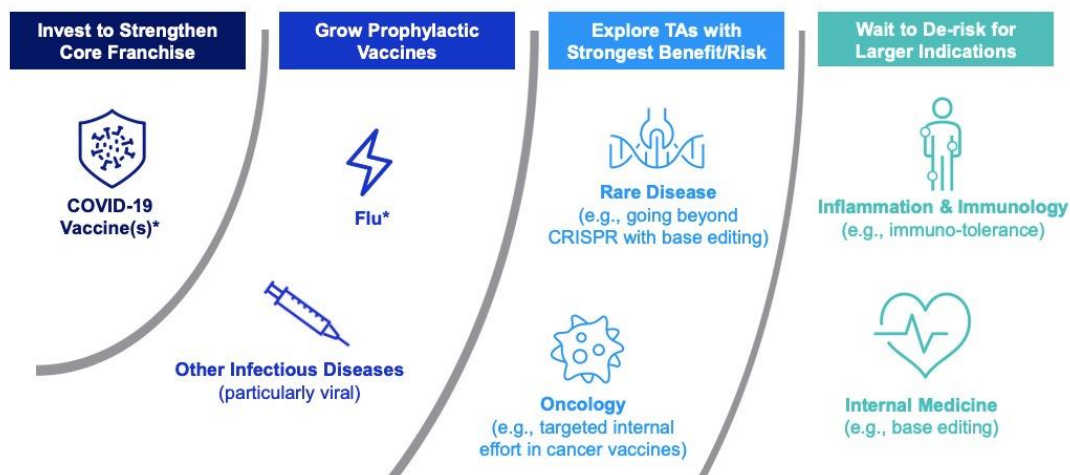 Invest to Strengthen
Core Franchise
Grow Prophylactic
Vaccines
Explore TAs with
Strongest Benefit/Risk
Wait to De-risk for
Larger Indications
COVID-19
Vaccine(s)*
Flu*
Other Infectious Diseases
(particularly viral)
Rare Disease
(e.g., going beyond
CRISPR with base editing)
Oncology
(e.g., targeted internal
effort in cancer vaccines)
Inflammation & Immunology
(e.g., immuno-tolerance)
Internal Medicine
(e.g., base editing)